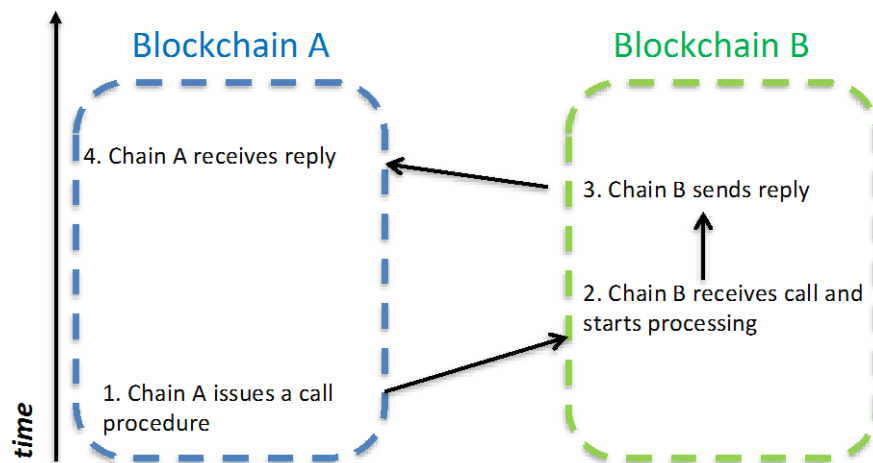 Blockchain A
Blockchain B
4. Chain A receives reply
3. Chain B sends reply
2. Chain B receives call and
starts processing
1. Chain A issues a call
procedure
time